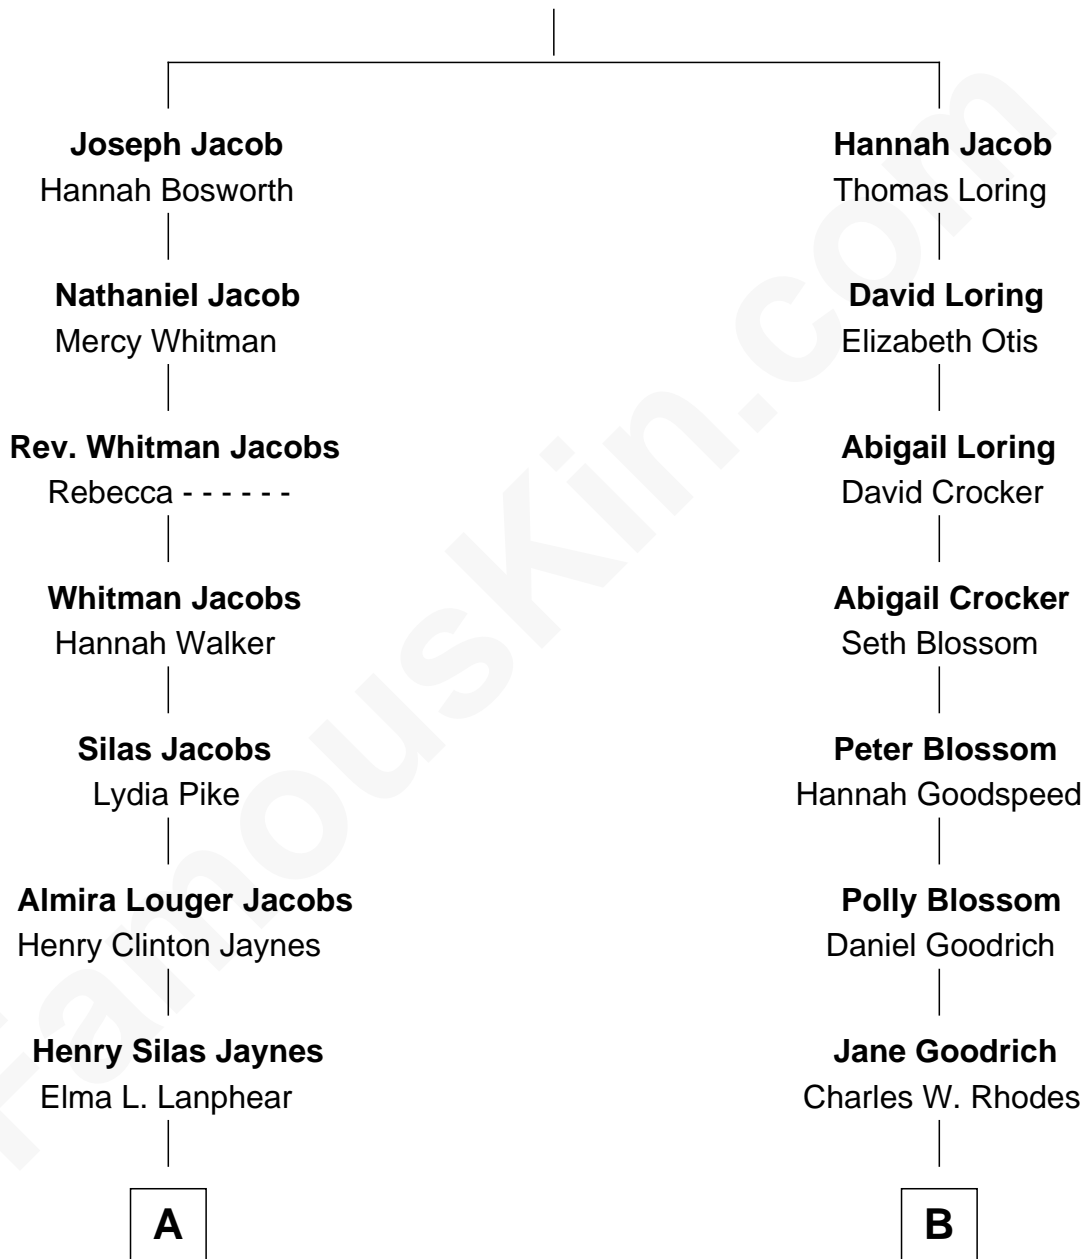 Joseph Jacob
Hannah Bosworth
Nathaniel Jacob
Mercy Whitman
Rev. Whitman Jacobs
Rebecca - - - - - -
Whitman Jacobs
Hannah Walker
Silas Jacobs
Lydia Pike
Almira Louger Jacobs
Henry Clinton Jaynes
Henry Silas Jaynes
Elma L. Lanphear
A
Hannah Jacob
Thomas Loring
David Loring
Elizabeth Otis
Abigail Loring
David Crocker
Abigail Crocker
Seth Blossom
Peter Blossom
Hannah Goodspeed
Polly Blossom
Daniel Goodrich
Jane Goodrich
Charles W. Rhodes
B
FamousKin.com